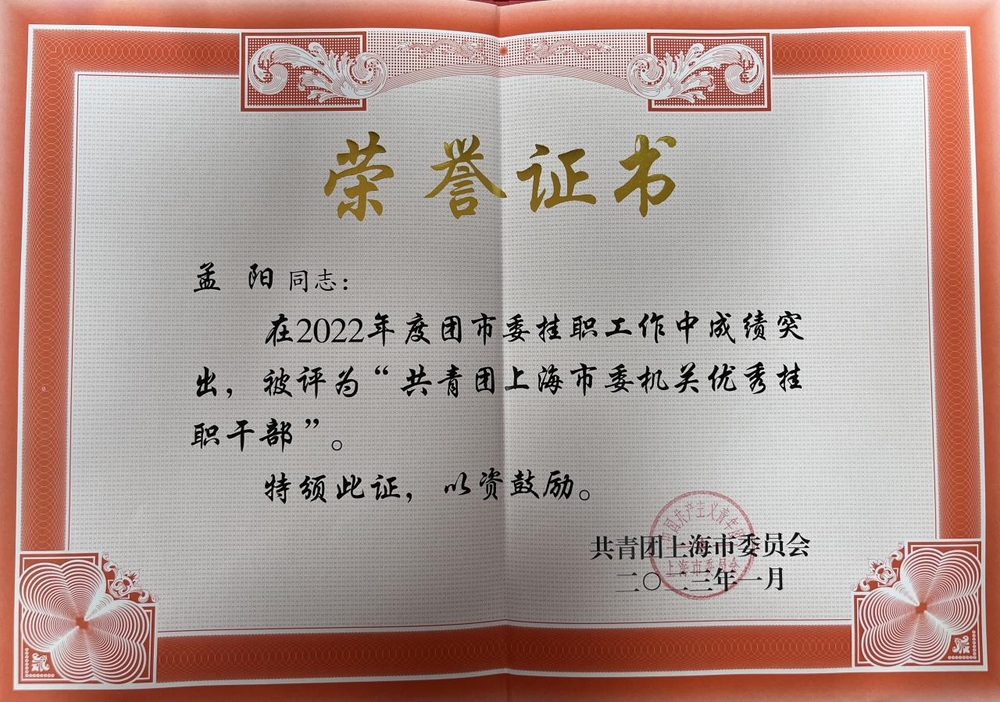 荣誉证书
孟 阳 同志：
在2022年度团市委挂职工作中成绩突
出，被评为“共青团上海市委机关优秀挂
职干部”。
特颁此证，以资鼓励。
共青团上海市委员会
二〇二三年一月